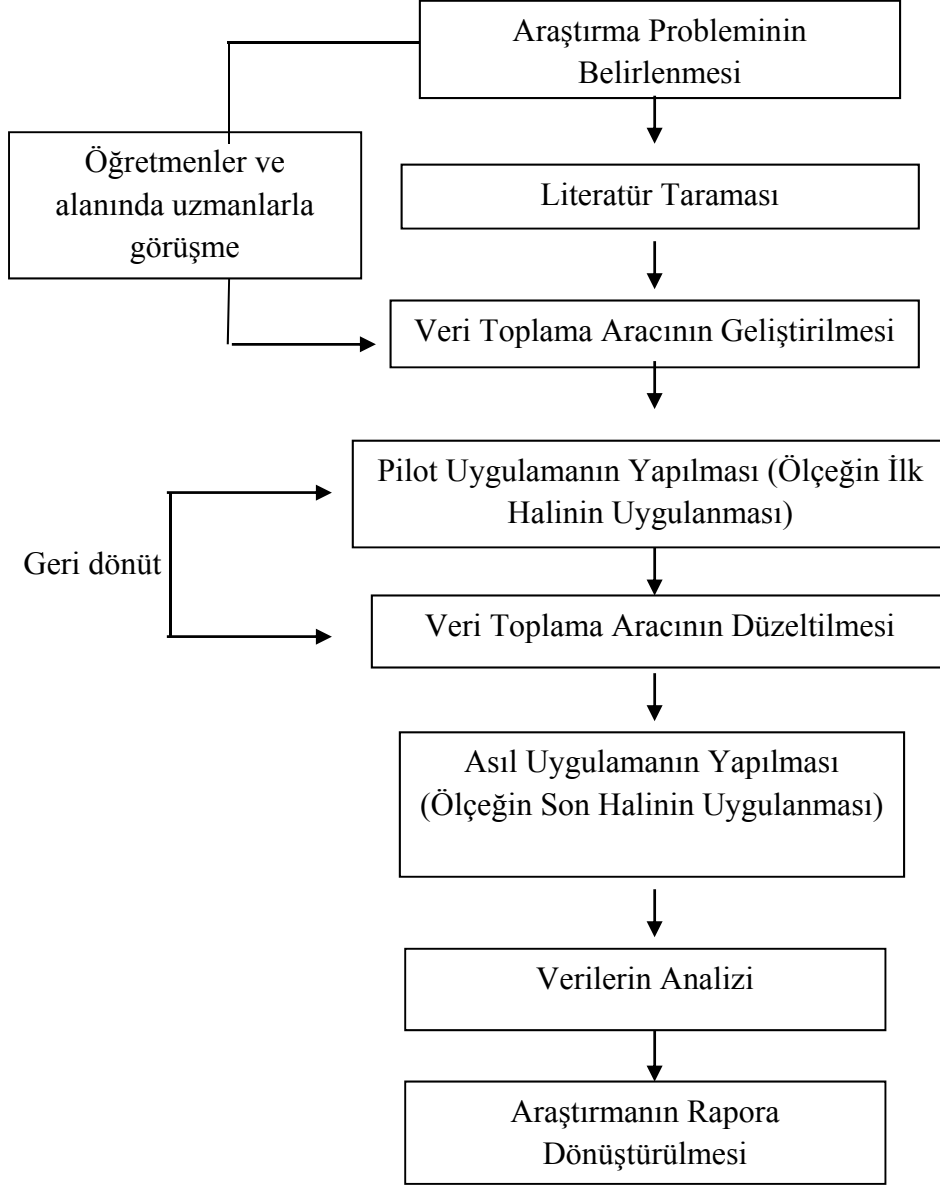 Araştırma Probleminin
Belirlenmesi
Öğretmenler ve
alanında uzmanlarla
görüşme
Literatür Taraması
Veri Toplama Aracının Geliştirilmesi
Pilot Uygulamanın Yapılması (Ölçeğin İlk
Halinin Uygulanması)
Geri dönüt
Veri Toplama Aracının Düzeltilmesi
Asıl Uygulamanın Yapılması
(Ölçeğin Son Halinin Uygulanması)
Verilerin Analizi
Araştırmanın Rapora
Dönüştürülmesi